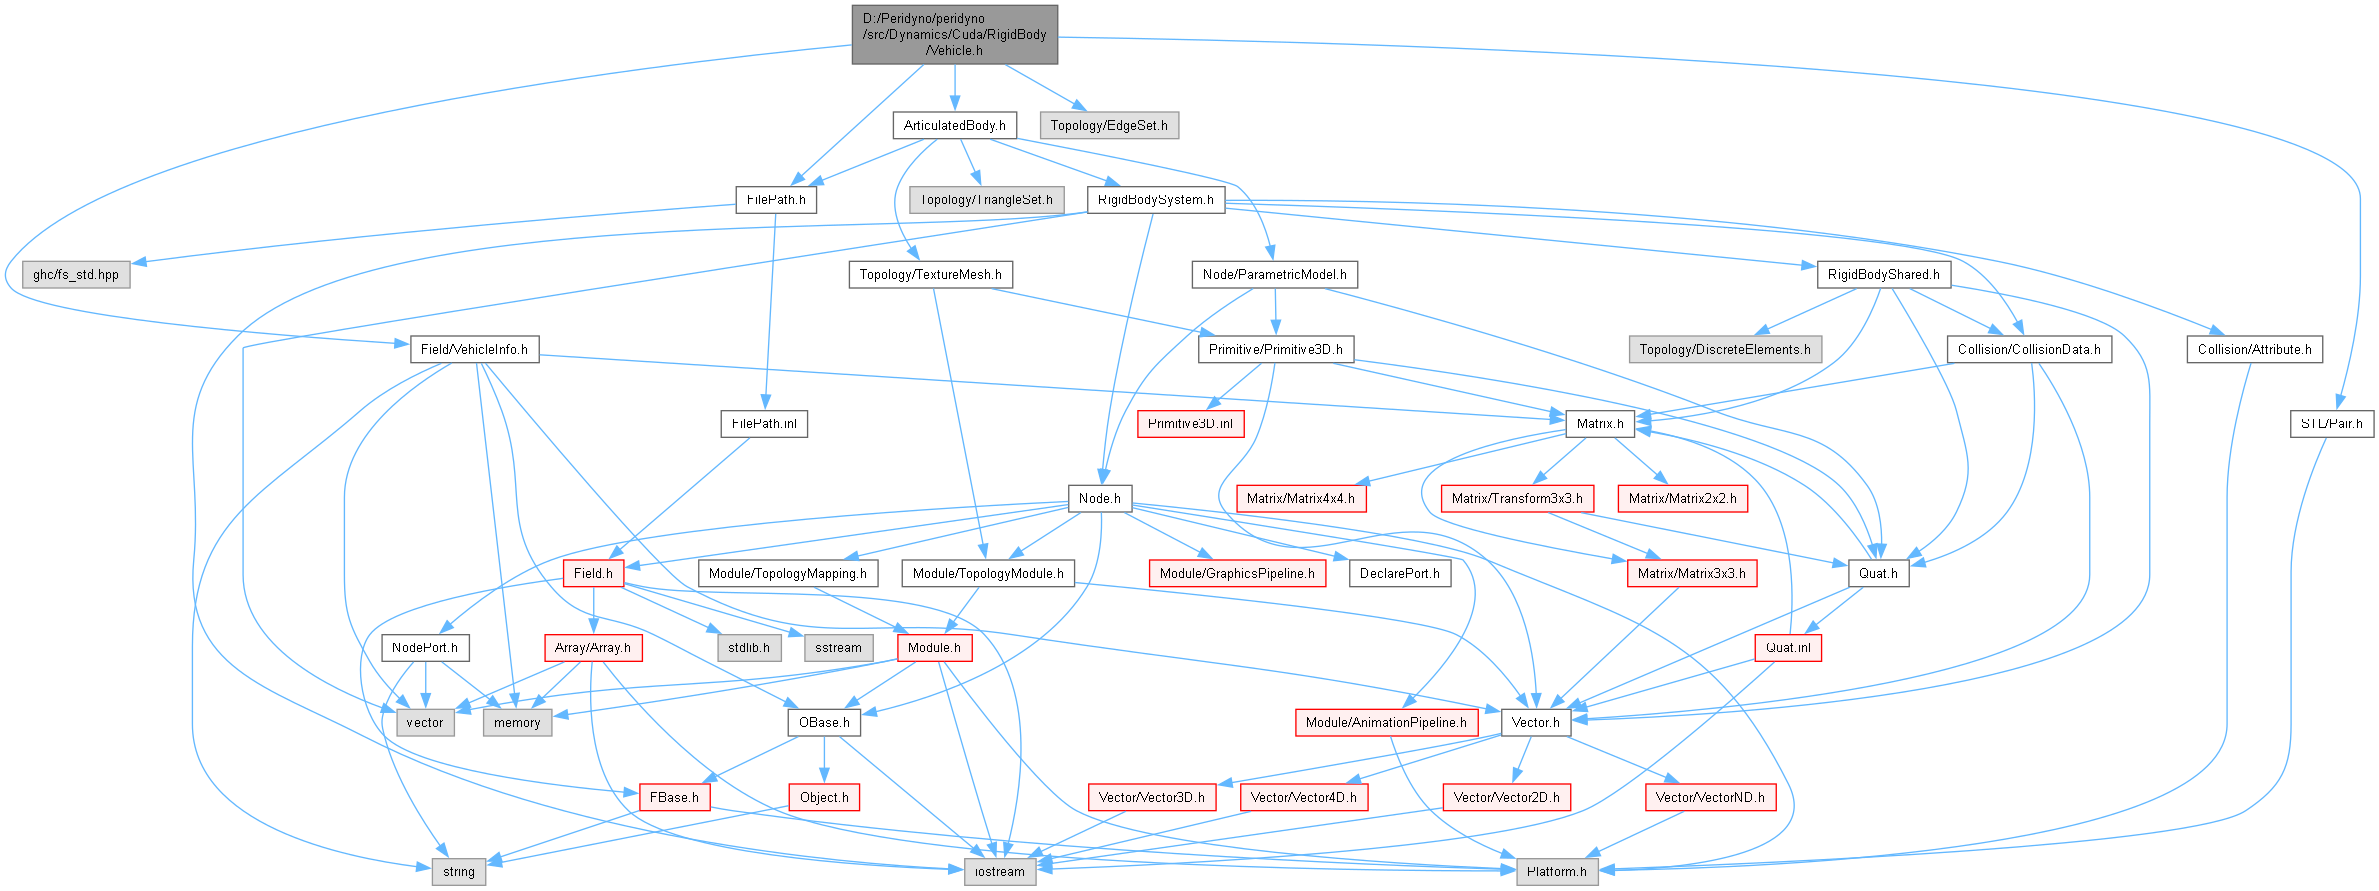 D:/Peridyno/peridyno
/src/Dynamics/Cuda/RigidBody
/Vehicle.h
ArticulatedBody.h
Topology/EdgeSet.h
FilePath.h
Topology/TriangleSet.h
RigidBodySystem.h
ghc/fs_std.hpp
Topology/TextureMesh.h
Node/ParametricModel.h
RigidBodyShared.h
Field/VehicleInfo.h
Primitive/Primitive3D.h
Topology/DiscreteElements.h
Collision/CollisionData.h
Collision/Attribute.h
FilePath.inl
Primitive3D.inl
Matrix.h
STL/Pair.h
Node.h
Matrix/Matrix4x4.h
Matrix/Transform3x3.h
Matrix/Matrix2x2.h
Field.h
Module/TopologyMapping.h
Module/TopologyModule.h
Module/GraphicsPipeline.h
DeclarePort.h
Matrix/Matrix3x3.h
Quat.h
NodePort.h
Array/Array.h
stdlib.h
sstream
Module.h
Quat.inl
vector
memory
OBase.h
Module/AnimationPipeline.h
Vector.h
FBase.h
Object.h
Vector/Vector3D.h
Vector/Vector4D.h
Vector/Vector2D.h
Vector/VectorND.h
string
iostream
Platform.h